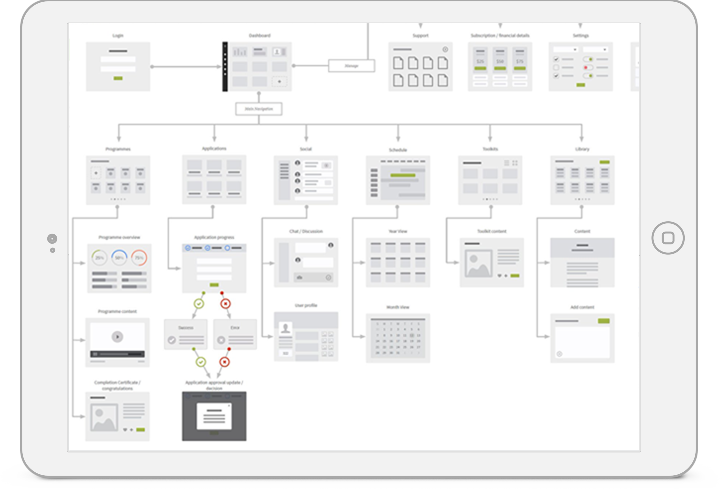 Login
Dashboard
Support
Subscription / financial details
Settings
Manage
Main Navigation
Programmes
Applications
Social
Schedule
Toolkits
Library
Programme overview
Application progress
Chat / Discussion
Year View
Toolkit content
Content
Programme content
Success
Error
User profile
Month View
Add content
Completion Certificate /
congratulations
Application approval update /
decision